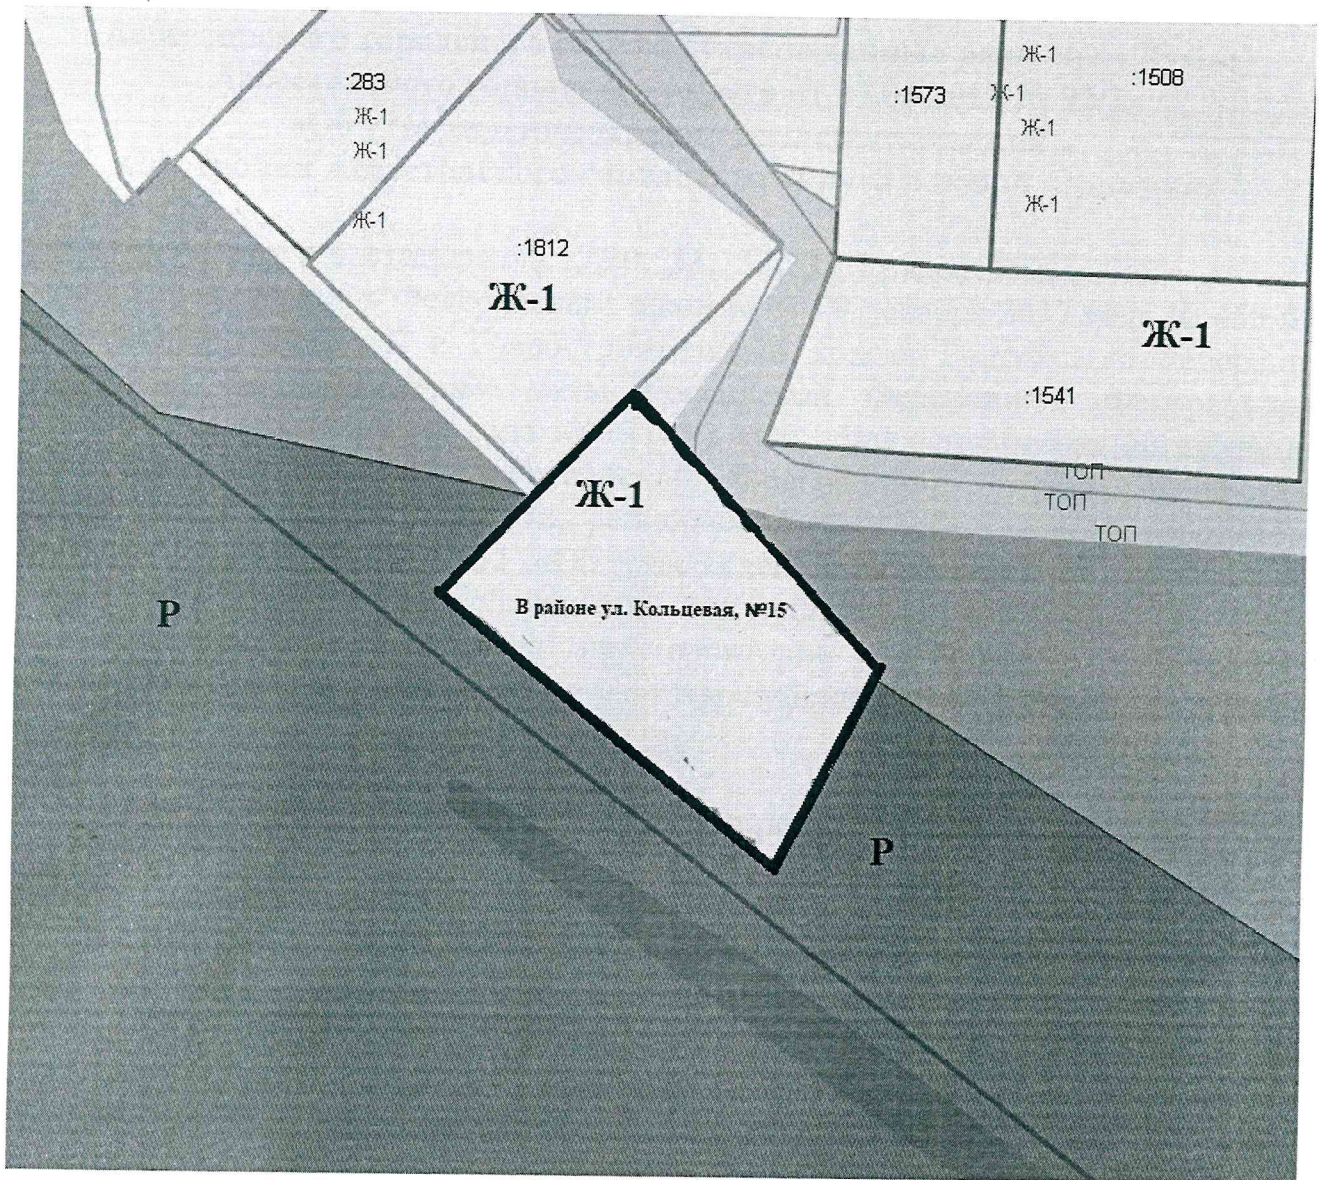 :283
Ж-1
Ж-1
Ж-1
:1812
Ж-1
:1573
Ж-1
Ж-1
:1508
Ж-1
Ж-1
Ж-1
:1541
ТОП
ТОП
ТОП
Ж-1
В районе ул. Кольцевая, №15
Р
Р